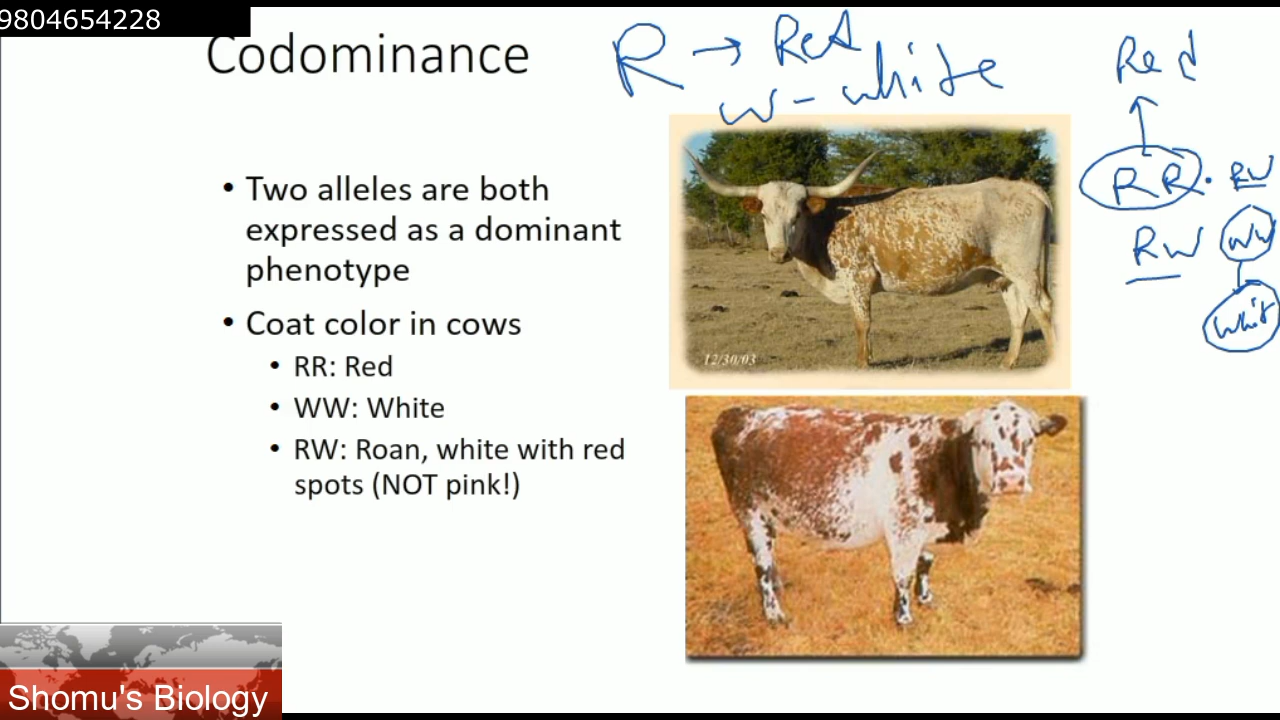 9804654228
Codominance
R → Red
W - white
Red
RR. RW
RW WW
whit
• Two alleles are both
expressed as a dominant
phenotype
• Coat color in cows
• RR: Red
• WW: White
• RW: Roan, white with red
spots (NOT pink!)
12/30/03
Shomu's Biology